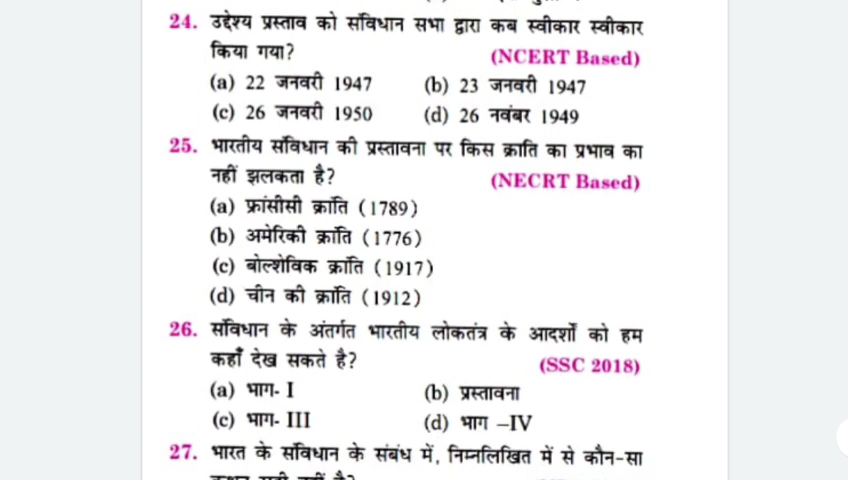 24. उद्देश्य प्रस्ताव को संविधान सभा द्वारा कब स्वीकार स्वीकार
किया गया? (NCERT Based)
(a) 22 जनवरी 1947 (b) 23 जनवरी 1947
(c) 26 जनवरी 1950 (d) 26 नवंबर 1949
25. भारतीय संविधान की प्रस्तावना पर किस क्राति का प्रभाव का
नहीं झलकता है? (NECRT Based)
(a) फ्रांसीसी क्रांति (1789)
(b) अमेरिकी क्रांति (1776)
(c) बोल्शेविक क्रांति (1917)
(d) चीन की क्रांति (1912)
26. संविधान के अंतर्गत भारतीय लोकतंत्र के आदर्शों को हम
कहाँ देख सकते है? (SSC 2018)
(a) भाग- I (b) प्रस्तावना
(c) भाग- III (d) भाग –IV
27. भारत के संविधान के संबंध में, निम्नलिखित में से कौन-सा